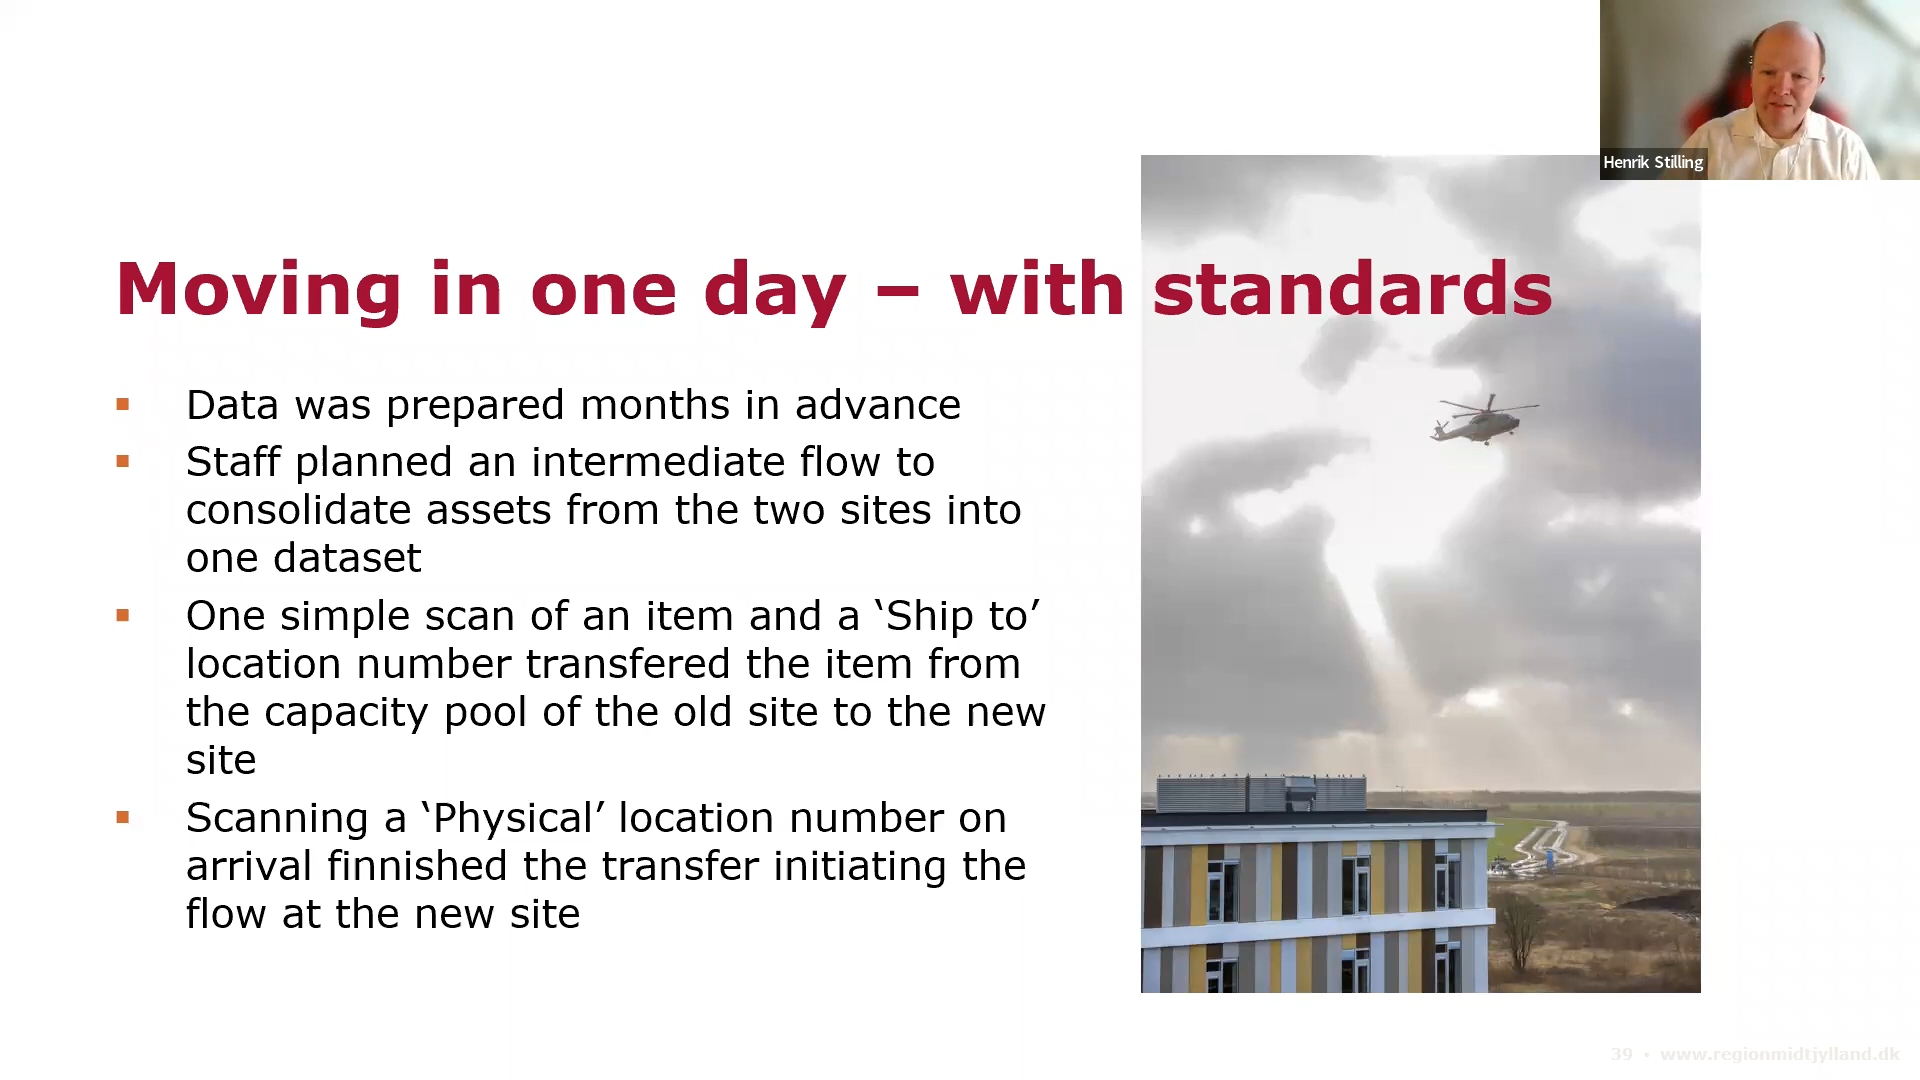 Henrik Stilling
Moving in one day – with standards
▪ Data was prepared months in advance
▪ Staff planned an intermediate flow to
consolidate assets from the two sites into
one dataset
▪ One simple scan of an item and a ‘Ship to’
location number transfered the item from
the capacity pool of the old site to the new
site
▪ Scanning a ‘Physical’ location number on
arrival finnished the transfer initiating the
flow at the new site
39 ▪ www.regionmidtjylland.dk